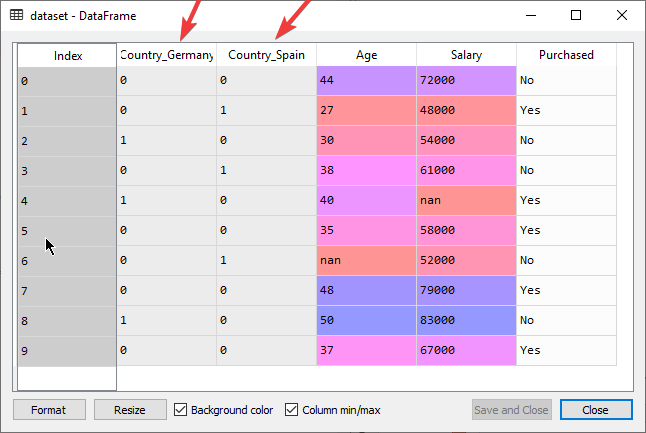 dataset - DataFrame
Index Country_Germany Country_Spain Age Salary Purchased
0 0 0 44 72000 No
1 0 1 27 48000 Yes
2 1 0 30 54000 No
3 0 1 38 61000 No
4 1 0 40 nan Yes
5 0 0 35 58000 Yes
6 0 1 nan 52000 No
7 0 0 48 79000 Yes
8 1 0 50 83000 No
9 0 0 37 67000 Yes
Format Resize Background color Column min/max Save and Close Close